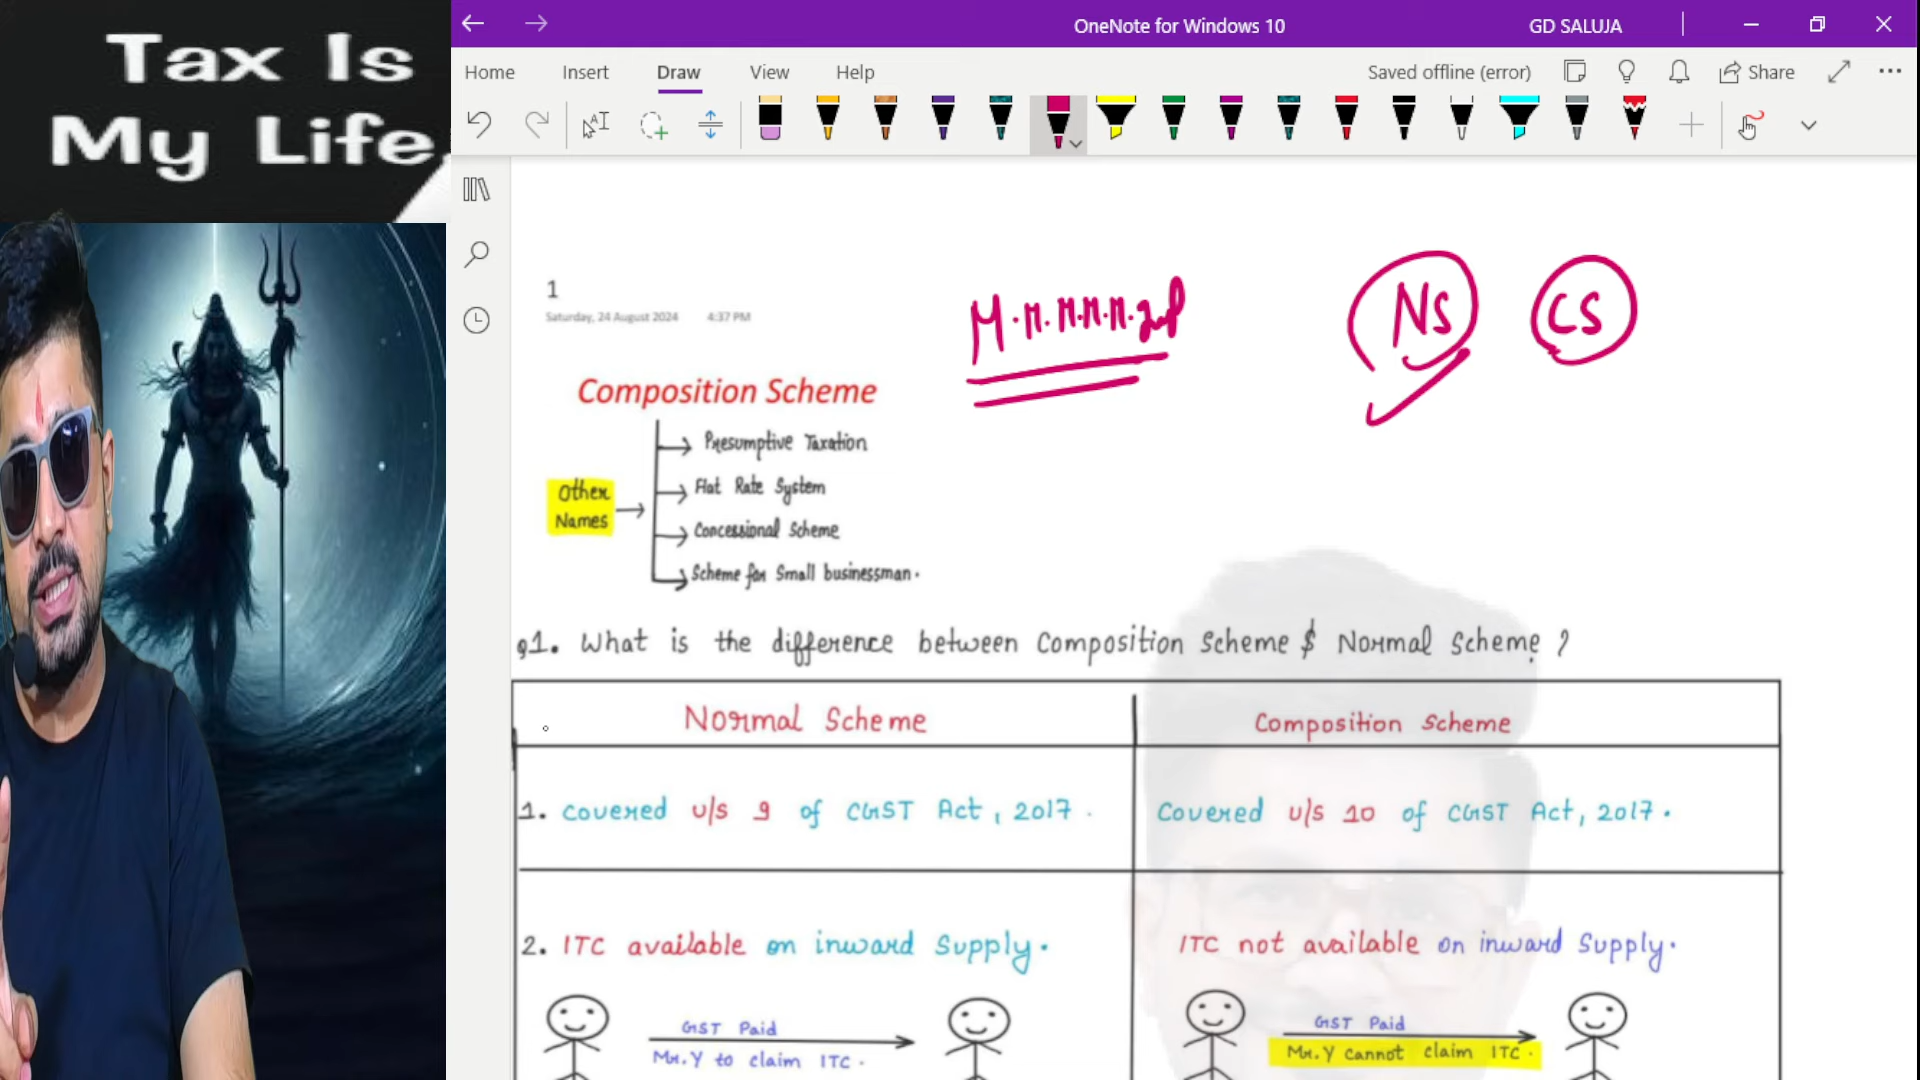 Tax Is
My Life.
OneNote for Windows 10
GD SALUJA
Home
Insert
Draw
View
Help
Saved offline (error)
Share
1
Saturday, 24 August 2024
4:37 PM
NS
CS
Composition Scheme
Other
Names
Presumptive Taxation
Flat Rate System
Concessional Scheme
Scheme for Small businessman.
Q1. What is the difference between Composition Scheme & Normal Scheme ?
Normal Scheme
Composition Scheme
1. Covered u/s 9 of CGST Act, 2017.
Covered u/s 10 of CGST Act, 2017.
2. ITC available on inward Supply.
ITC not available on inward Supply.
GST Paid
Mr. Y to claim ITC.
GST Paid
Mr. Y cannot claim ITC.